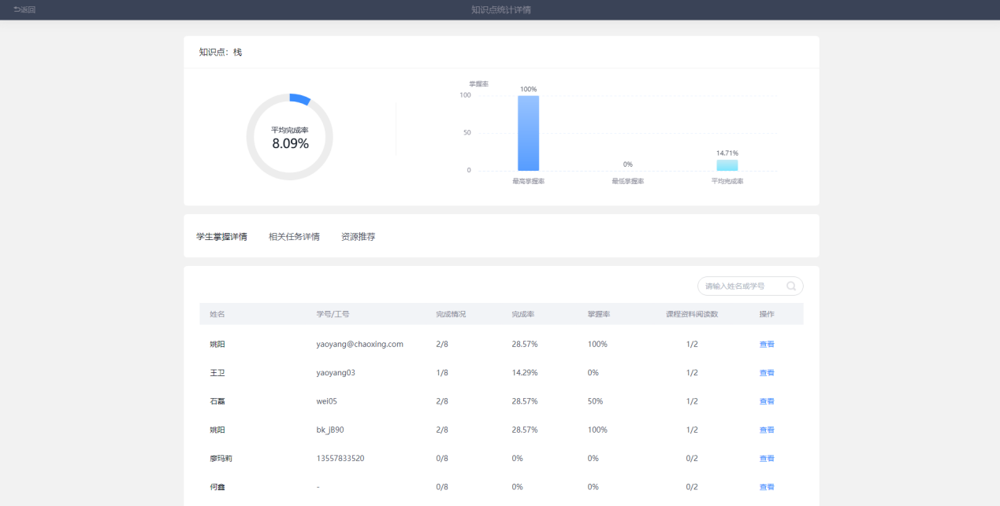 返回
知识点统计详情
知识点：栈
平均完成率
8.09%
掌握率
100
50
0
100%
0%
14.71%
最高掌握率 最低掌握率 平均完成率
学生掌握详情 相关任务详情 资源推荐
请输入姓名或学号
姓名 学号/工号 完成情况 完成率 掌握率 课程资料阅读数 操作
姚阳 yaoyang@chaoxing.com 2/8 28.57% 100% 1/2 查看
王卫 yaoyang03 1/8 14.29% 0% 1/2 查看
石磊 wei05 2/8 28.57% 50% 1/2 查看
姚阳 bk_jB90 2/8 28.57% 100% 1/2 查看
廖玛莉 13557833520 0/8 0% 0% 0/2 查看
何鑫 - 0/8 0% 0% 0/2 查看